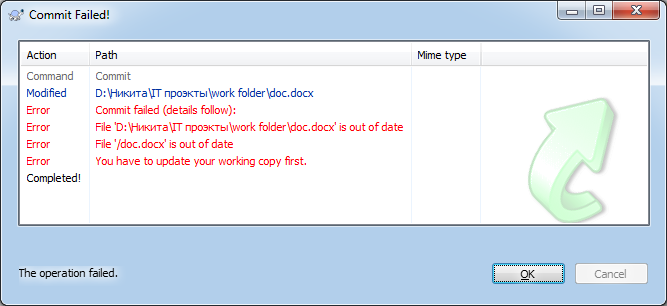 Commit Failed!
Action Path Mime type
Command Commit
Modified D:\Никита\IT проэкты\work folder\doc.docx
Error Commit failed (details follow):
Error File 'D:\Никита\IT проэкты\work folder\doc.docx' is out of date
Error File '/doc.docx' is out of date
Error You have to update your working copy first.
Completed!
The operation failed.
OK Cancel